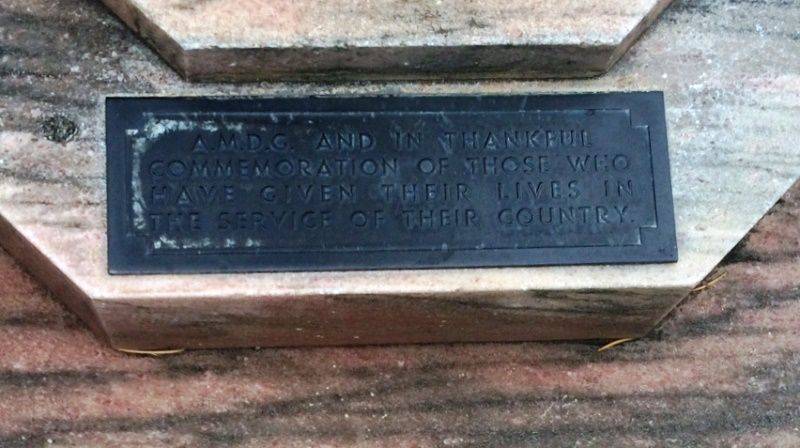 A.M.D.G. AND IN THANKFUL
COMMEMORATION OF THOSE WHO
HAVE GIVEN THEIR LIVES IN
THE SERVICE OF THEIR COUNTRY.